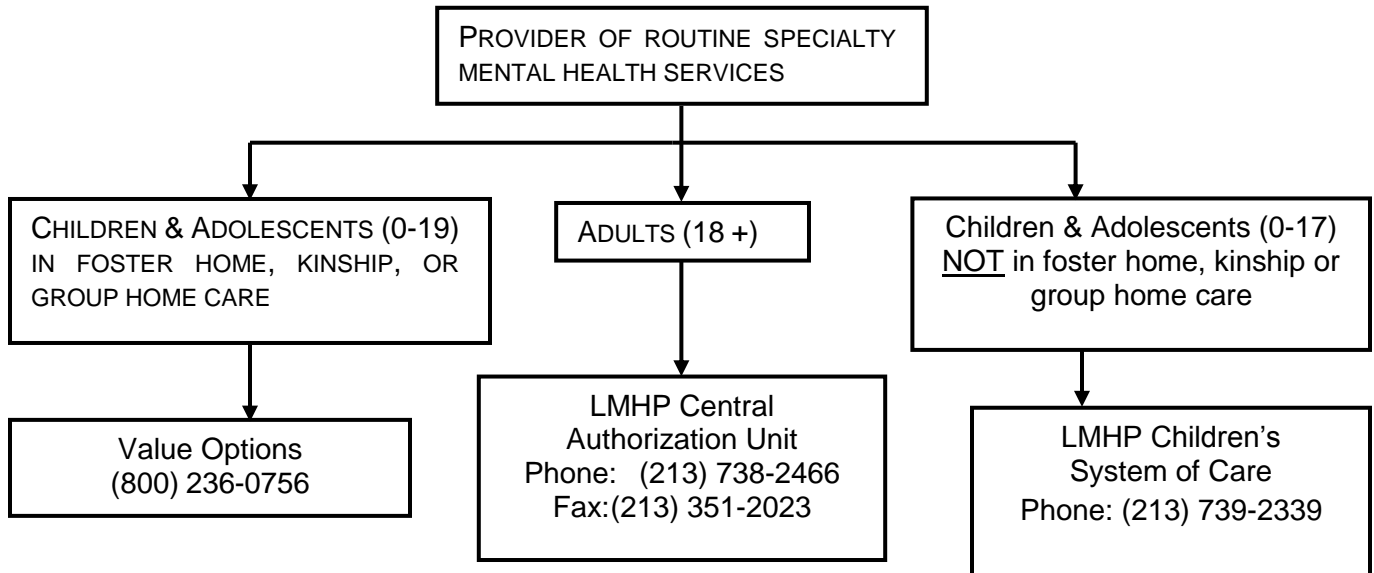 PROVIDER OF ROUTINE SPECIALTY
MENTAL HEALTH SERVICES
CHILDREN & ADOLESCENTS (0-19)
IN FOSTER HOME, KINSHIP, OR
GROUP HOME CARE
ADULTS (18 +)
Children & Adolescents (0-17)
NOT in foster home, kinship or
group home care
Value Options
(800) 236-0756
LMHP Central
Authorization Unit
Phone: (213) 738-2466
Fax:(213) 351-2023
LMHP Children’s
System of Care
Phone: (213) 739-2339